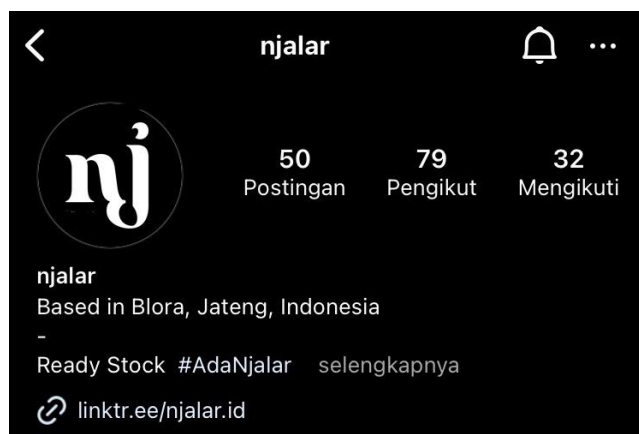 njalar
nj
50 79 32
Postingan Pengikut Mengikuti
njalar
Based in Blora, Jateng, Indonesia
-
Ready Stock #AdaNjalar selengkapnya
linktr.ee/njalar.id